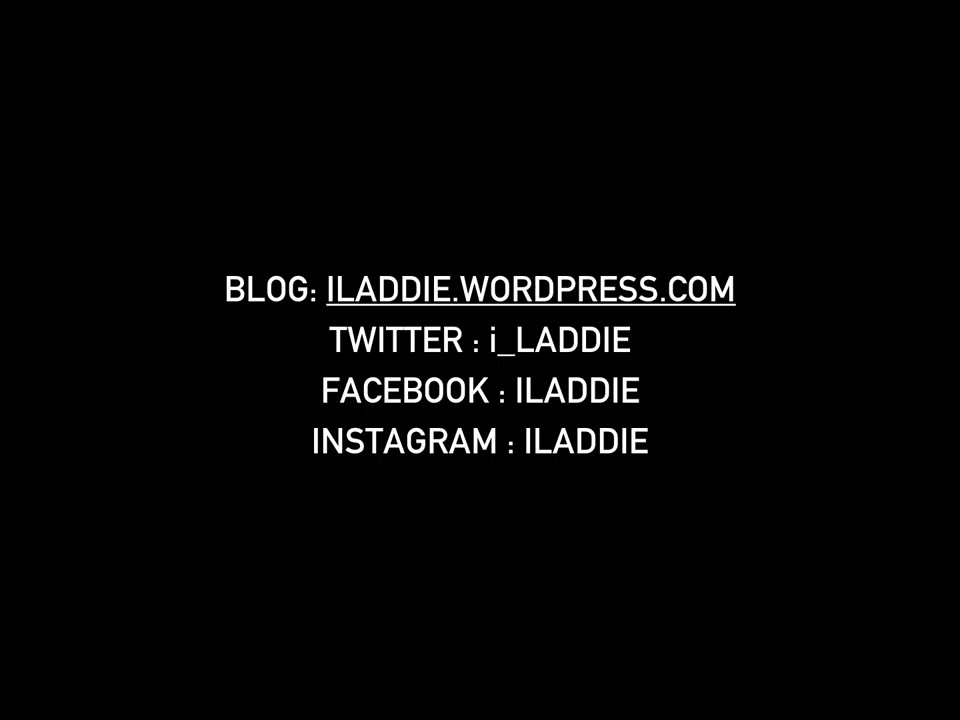 BLOG: ILADDIE.WORDPRESS.COM
TWITTER : i_LADDIE
FACEBOOK : ILADDIE
INSTAGRAM : ILADDIE